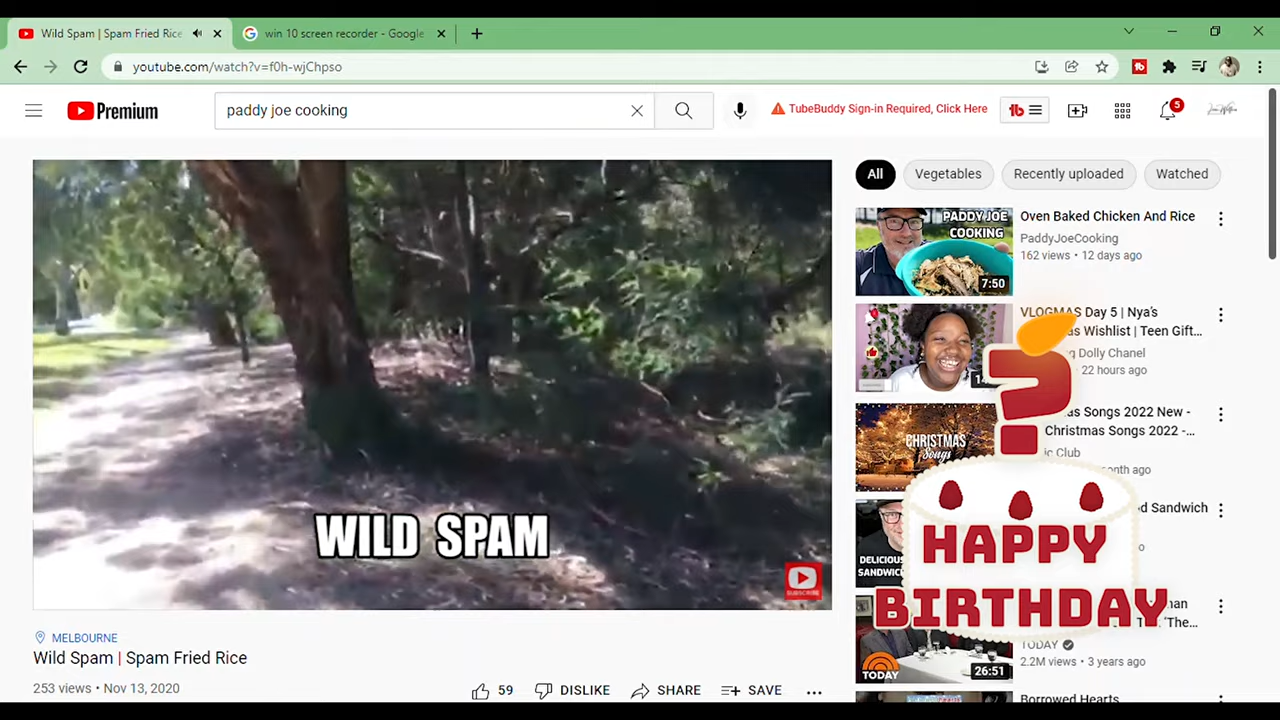 Wild Spam | Spam Fried Rice
win 10 screen recorder - Google
youtube.com/watch?v=f0h-wjChpso
Premium
paddy joe cooking
TubeBuddy Sign-in Required, Click Here
tb
5
WILD SPAM
SUBSCRIBE
MELBOURNE
Wild Spam | Spam Fried Rice
253 views • Nov 13, 2020
59
DISLIKE
SHARE
SAVE
All
Vegetables
Recently uploaded
Watched
PADDY JOE
COOKING
7:50
Oven Baked Chicken And Rice
PaddyJoeCooking
162 views • 12 days ago
VLOGMAS Day 5 | Nya's
Wishlist | Teen Gift...
Dolly Chanel
22 hours ago
CHRISTMAS
Songs
Songs 2022 New -
Christmas Songs 2022 -...
Club
month ago
DELICIOUS
SANDWICH
Sandwich
?
HAPPY
BIRTHDAY
TODAY
26:51
'The...
TODAY
2.2M views • 3 years ago
Borrowed Hearts